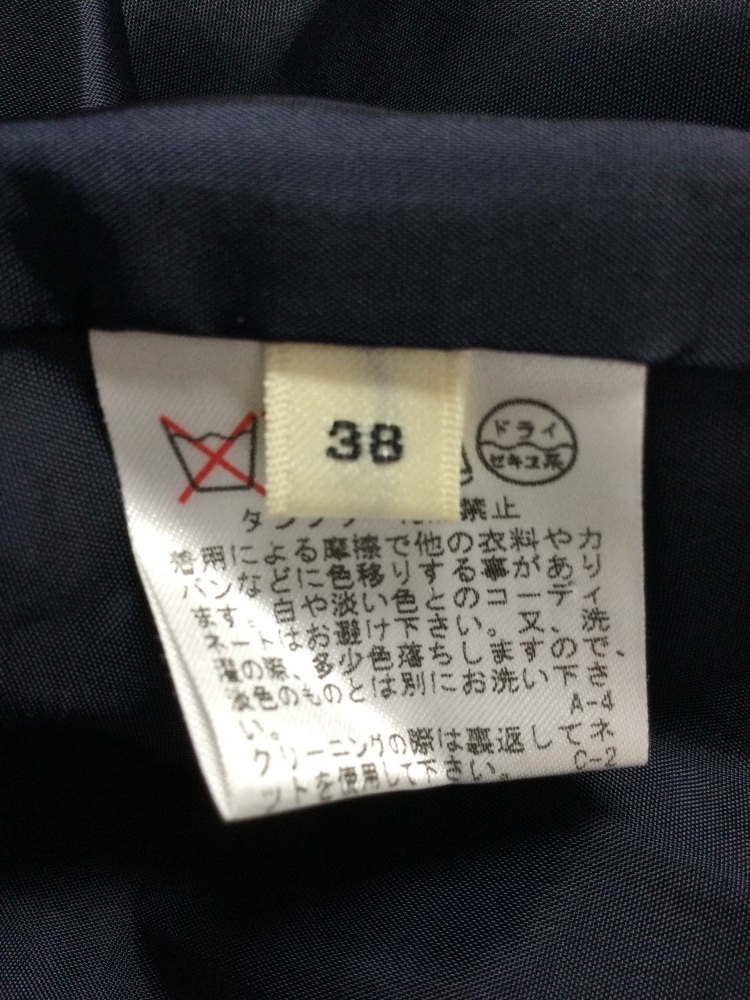 38
ドライ
セキユ系
禁止
着用による摩擦で他の衣料やカ
バンなどに色移りする事があり
ます。白や淡い色とのコーディ
ネートはお避け下さい。又、洗
濯の際、多少色落ちしますので、
淡色のものとは別にお洗い下さ
い。
A-4
クリーニングの際は裏返してネ
ットを使用して下さい。
C-2